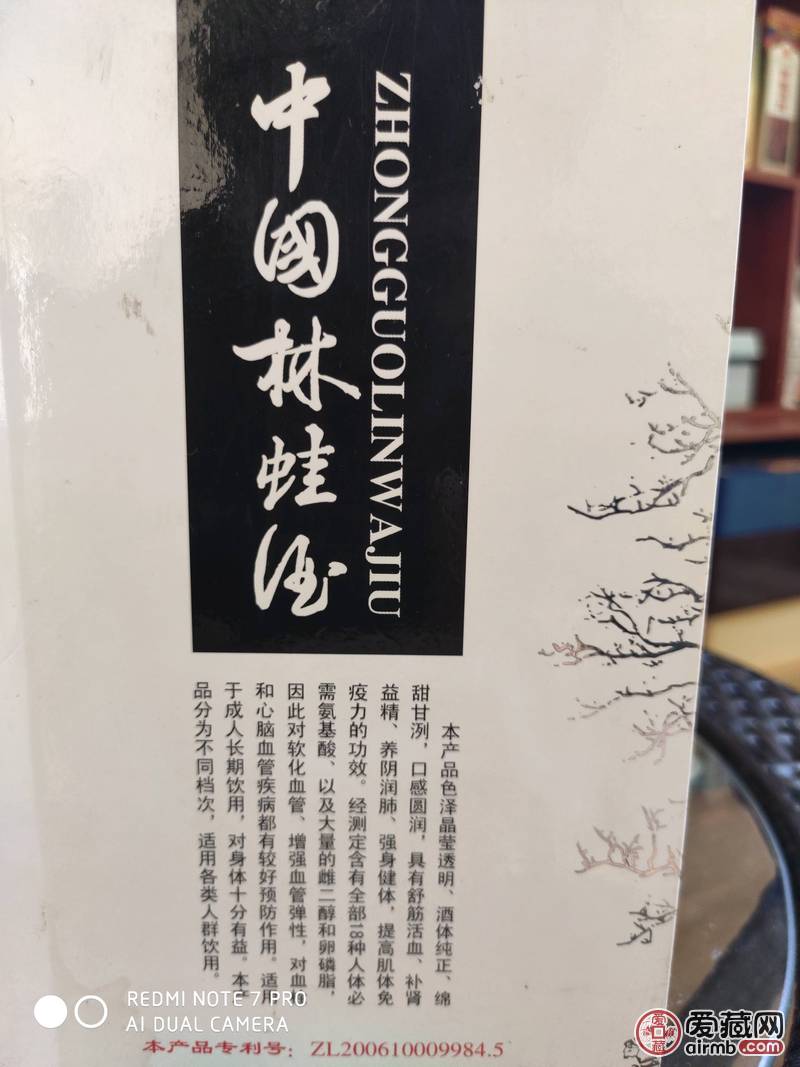 中國林蛙酒
ZHONGGUOLINWAJIU
本产品色泽晶莹透明、酒体纯正、绵
甜甘洌，口感圆润，具有舒筋活血、补肾
益精、养阴润肺、强身健体，提高肌体免
疫力的功效。经测定含有全部18种人体必
需氨基酸、以及大量的雌二醇和卵磷脂，
因此对软化血管、增强血管弹性，对血
和心脑血管疾病都有较好预防作用。适用
于成人长期饮用，对身体十分有益。本产
品分为不同档次，适用各类人群饮用。
本产品专利号：ZL200610009984.5
REDMI NOTE 7 PRO
AI DUAL CAMERA
爱藏网
airmb.com